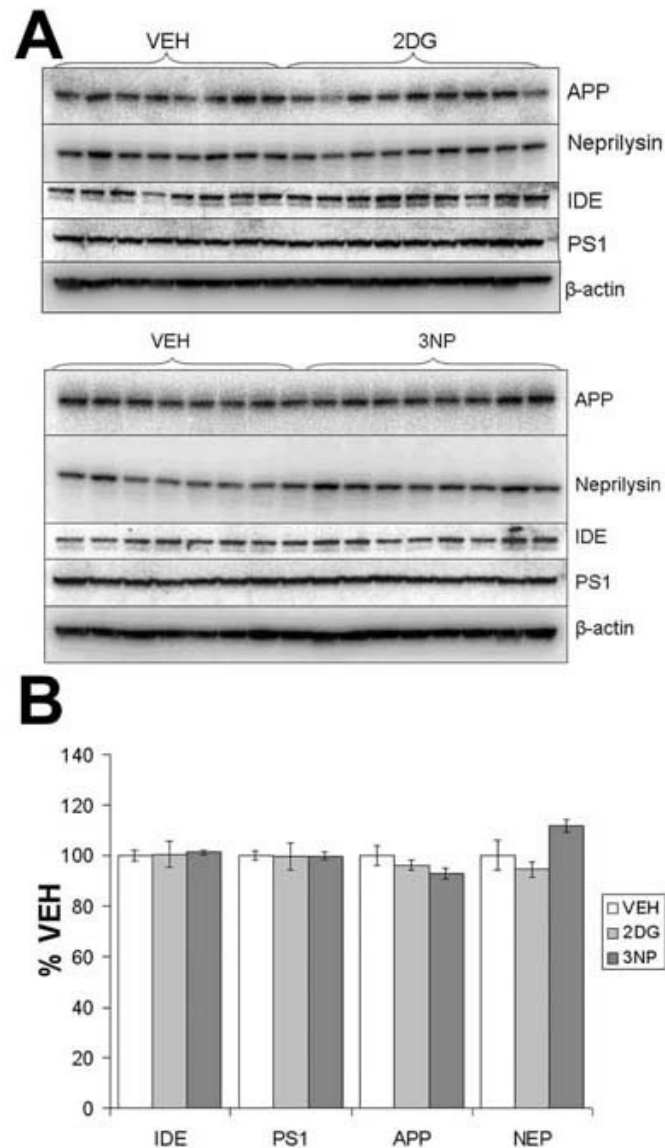 A
VEH 2DG
APP
Neprilysin
IDE
PS1
β-actin
VEH 3NP
APP
Neprilysin
IDE
PS1
β-actin
B
140
120
100
80
60
40
20
0
% VEH
IDE PS1 APP NEP
VEH
2DG
3NP